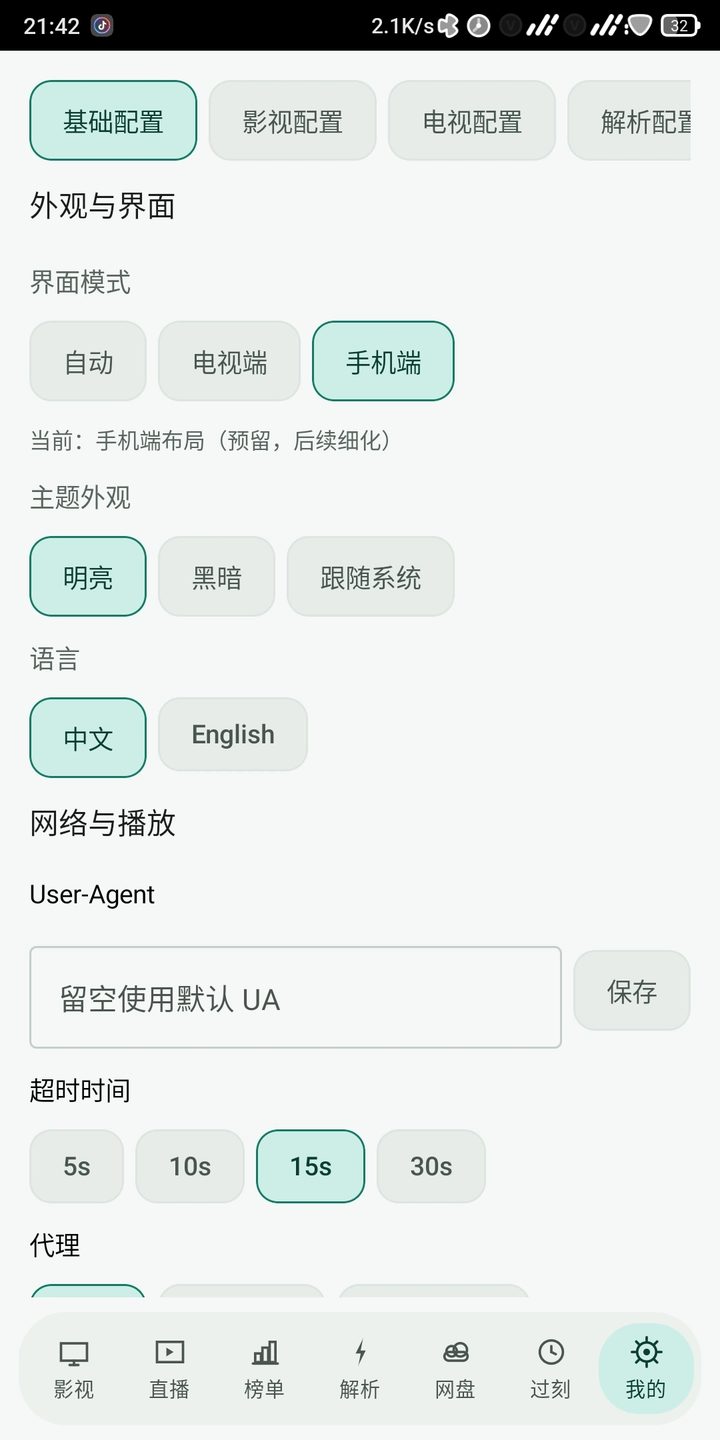 21:42 2.1K/s 32
基础配置 影视配置 电视配置 解析配置
外观与界面
界面模式
自动 电视端 手机端
当前：手机端布局（预留，后续细化）
主题外观
明亮 黑暗 跟随系统
语言
中文 English
网络与播放
User-Agent
留空使用默认 UA 保存
超时时间
5s 10s 15s 30s
代理
影视 直播 榜单 解析 网盘 过刻 我的